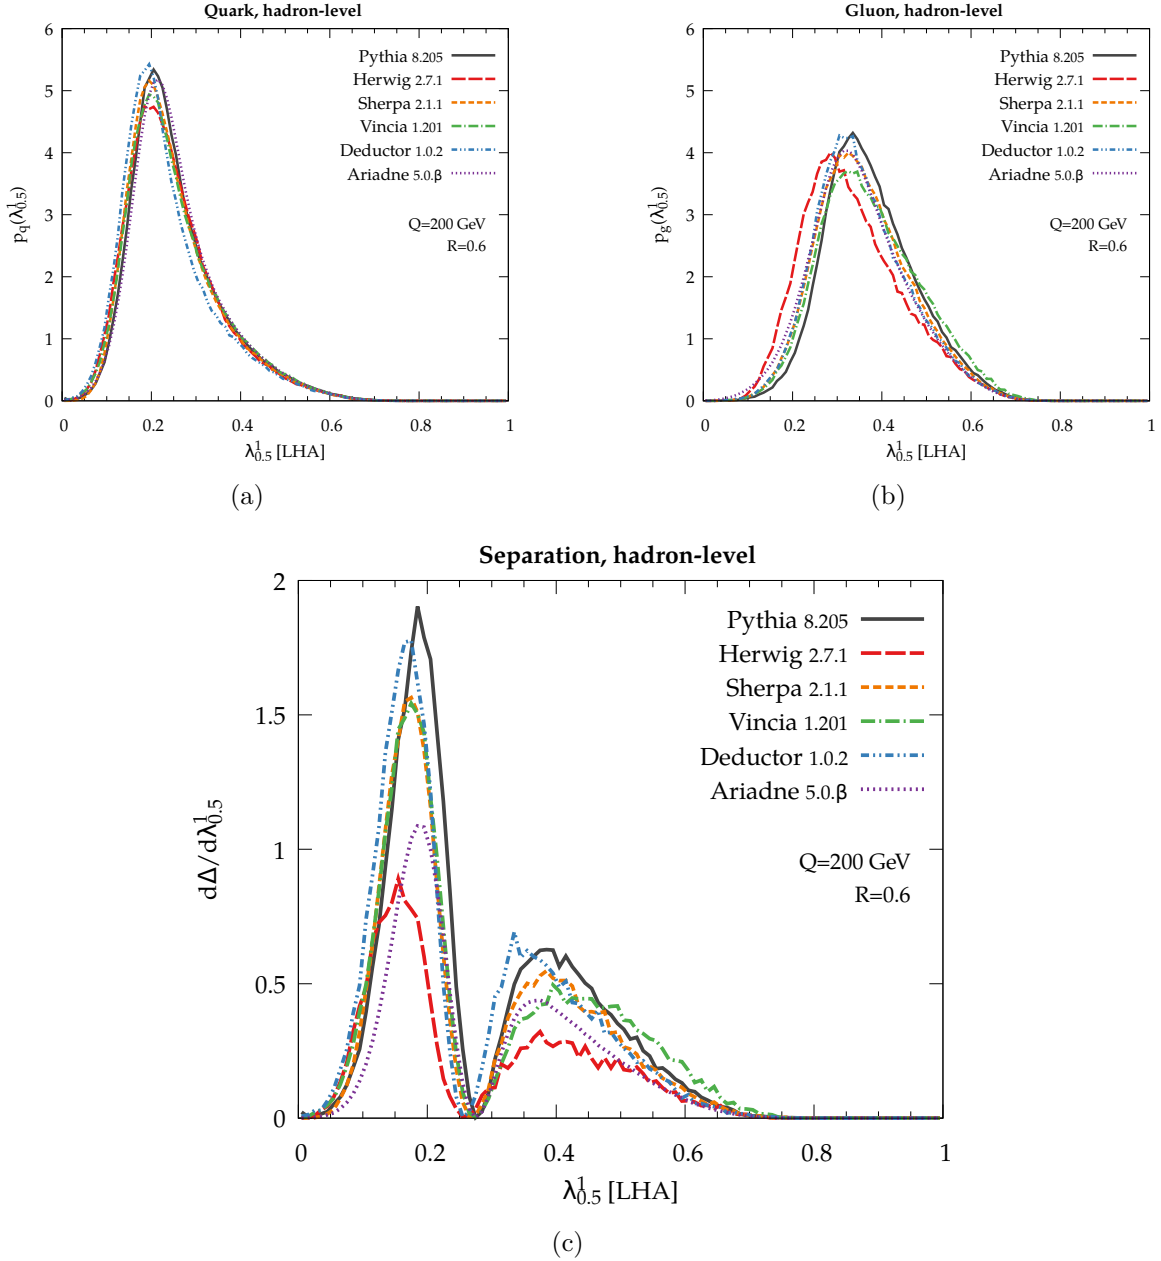 Quark, hadron-level
p_q(λ^1_0.5)
6
5
4
3
2
1
0
Pythia 8.205
Herwig 2.7.1
Sherpa 2.1.1
Vincia 1.201
Deductor 1.0.2
Ariadne 5.0.β
Q=200 GeV
R=0.6
0 0.2 0.4 0.6 0.8 1
λ^1_0.5 [LHA]
(a)
Gluon, hadron-level
p_g(λ^1_0.5)
6
5
4
3
2
1
0
Pythia 8.205
Herwig 2.7.1
Sherpa 2.1.1
Vincia 1.201
Deductor 1.0.2
Ariadne 5.0.β
Q=200 GeV
R=0.6
0 0.2 0.4 0.6 0.8 1
λ^1_0.5 [LHA]
(b)
Separation, hadron-level
dΔ/dλ^1_0.5
2
1.5
1
0.5
0
Pythia 8.205
Herwig 2.7.1
Sherpa 2.1.1
Vincia 1.201
Deductor 1.0.2
Ariadne 5.0.β
Q=200 GeV
R=0.6
0 0.2 0.4 0.6 0.8 1
λ^1_0.5 [LHA]
(c)